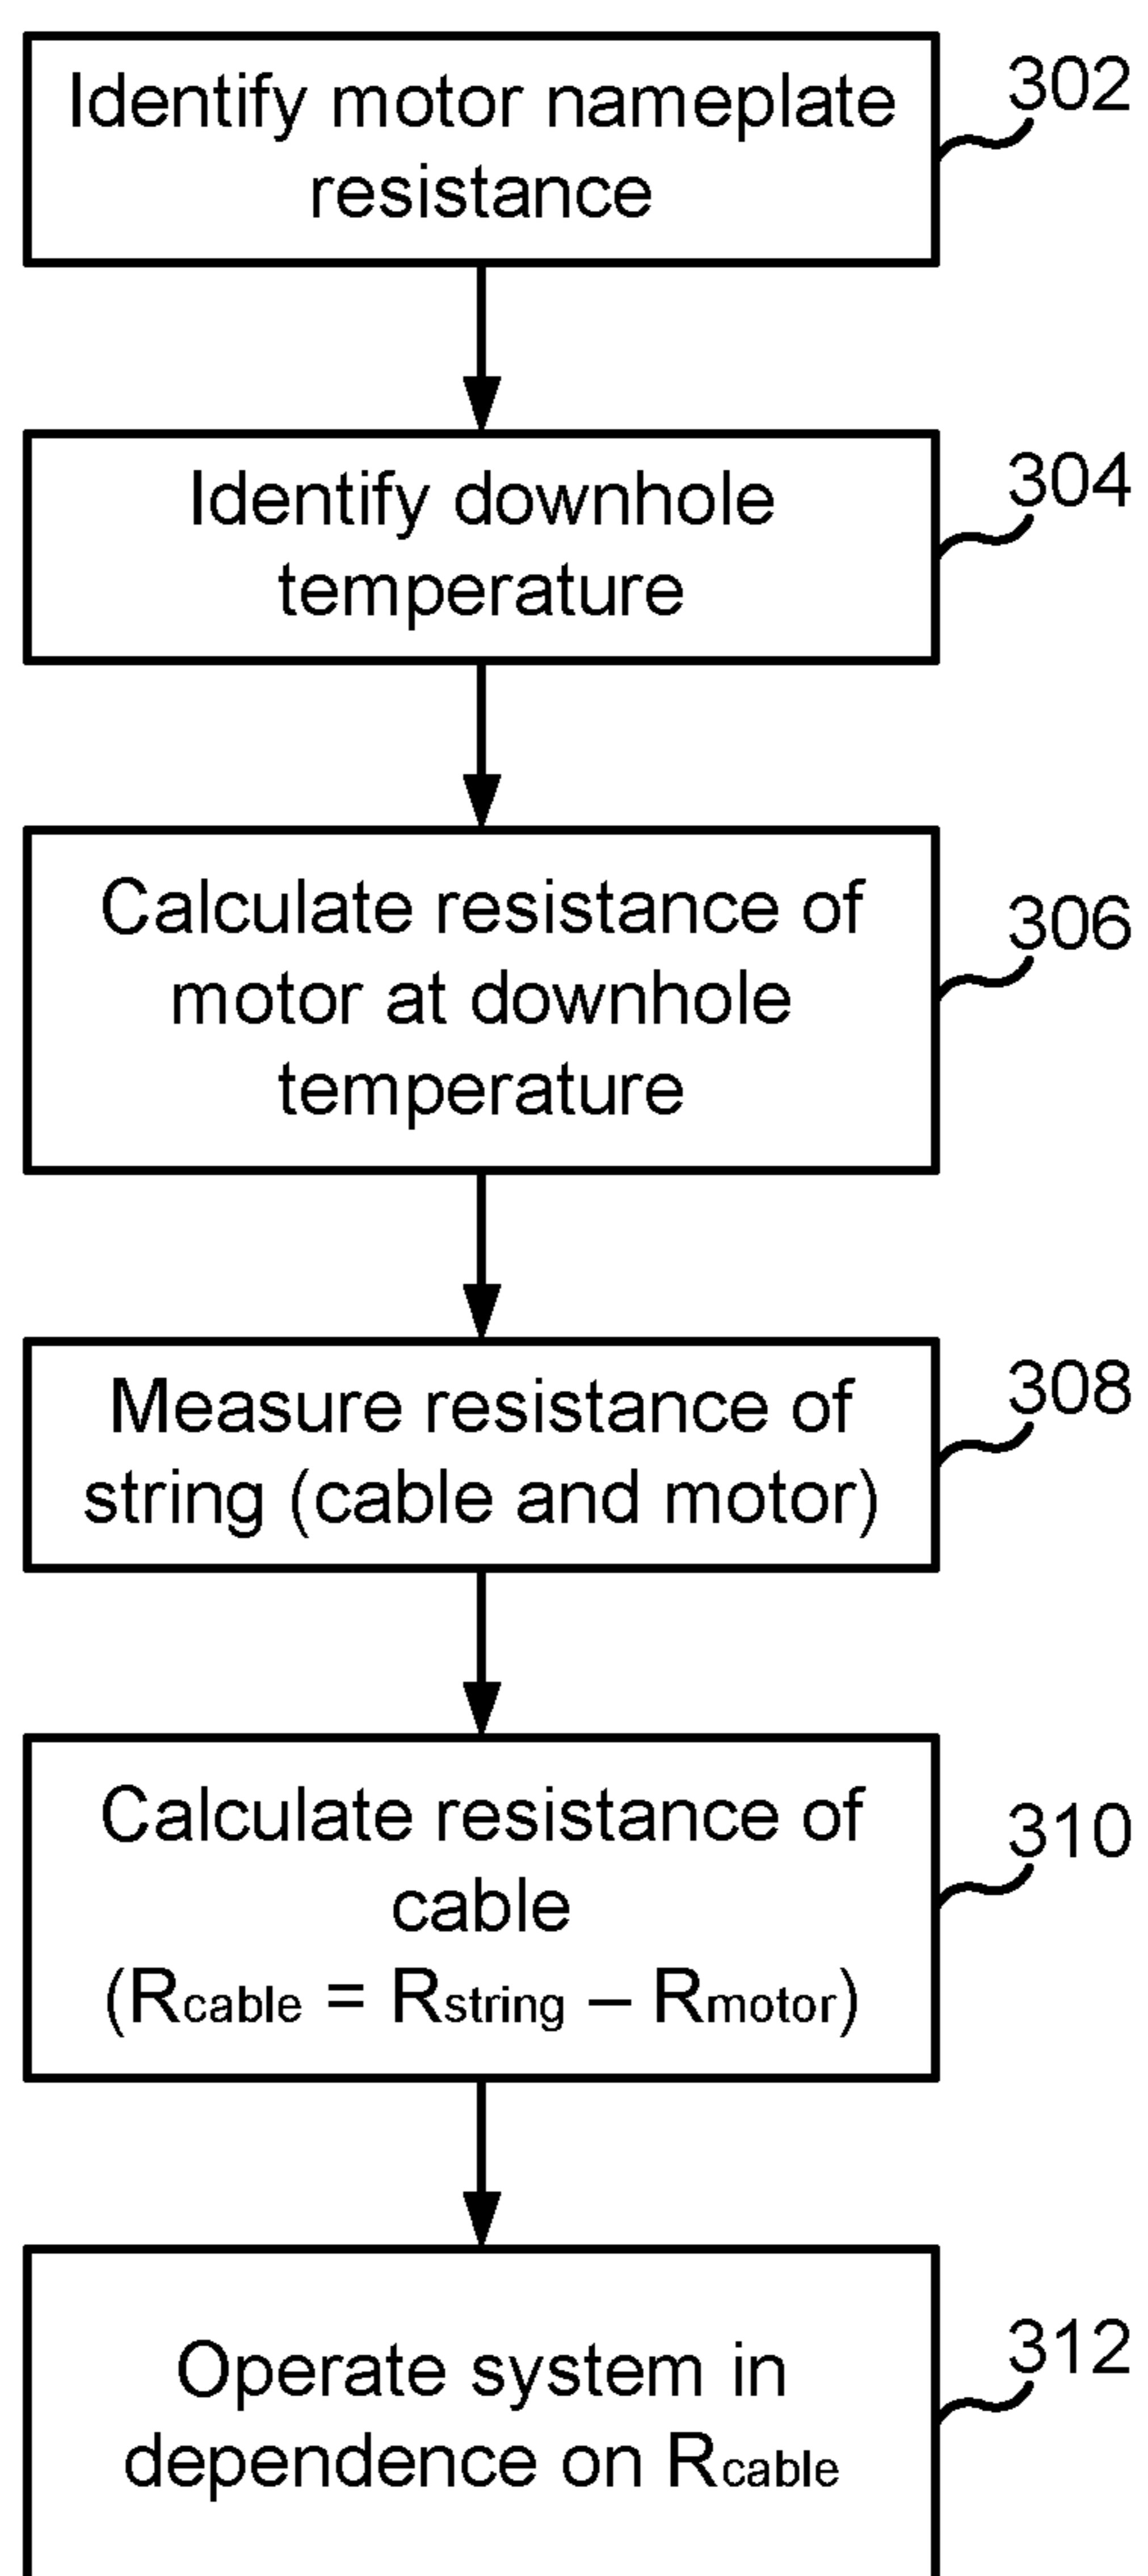 Identify motor nameplate
resistance
302
Identify downhole
temperature
304
Calculate resistance of
motor at downhole
temperature
306
Measure resistance of
string (cable and motor)
308
Calculate resistance of
cable
(Rcable = Rstring – Rmotor)
310
Operate system in
dependence on Rcable
312